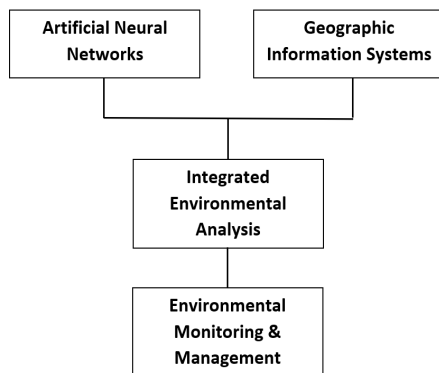 Artificial Neural
Networks
Geographic
Information Systems
Integrated
Environmental
Analysis
Environmental
Monitoring &
Management